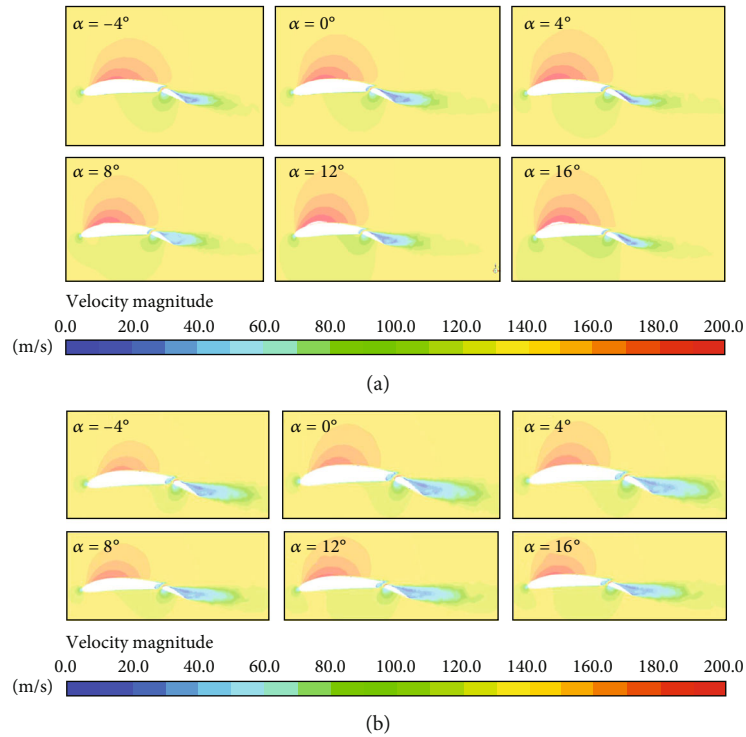 α = –4°
α = 0°
α = 4°
α = 8°
α = 12°
α = 16°
Velocity magnitude
0.0 20.0 40.0 60.0 80.0 100.0 120.0 140.0 160.0 180.0 200.0
(m/s)
(a)
α = –4°
α = 0°
α = 4°
α = 8°
α = 12°
α = 16°
Velocity magnitude
0.0 20.0 40.0 60.0 80.0 100.0 120.0 140.0 160.0 180.0 200.0
(m/s)
(b)